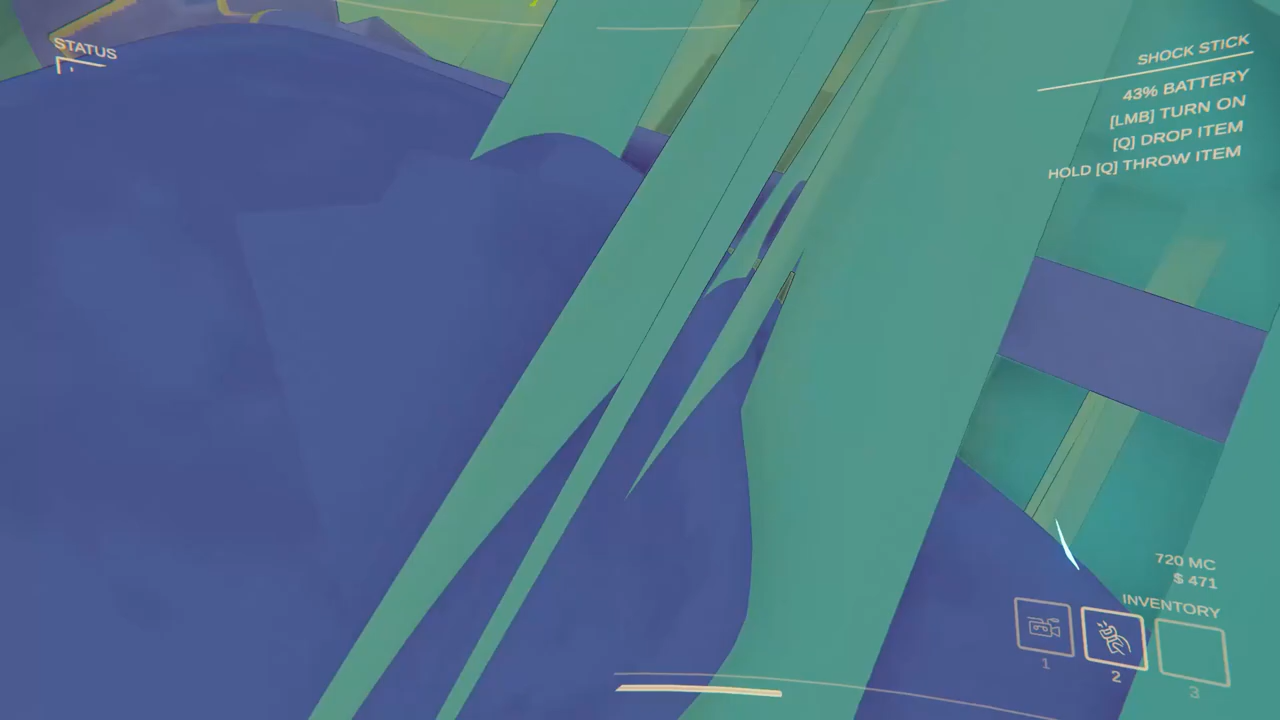 STATUS
SHOCK STICK
43% BATTERY
[LMB] TURN ON
[Q] DROP ITEM
HOLD [Q] THROW ITEM
720 MC
$ 471
INVENTORY
1
2
3